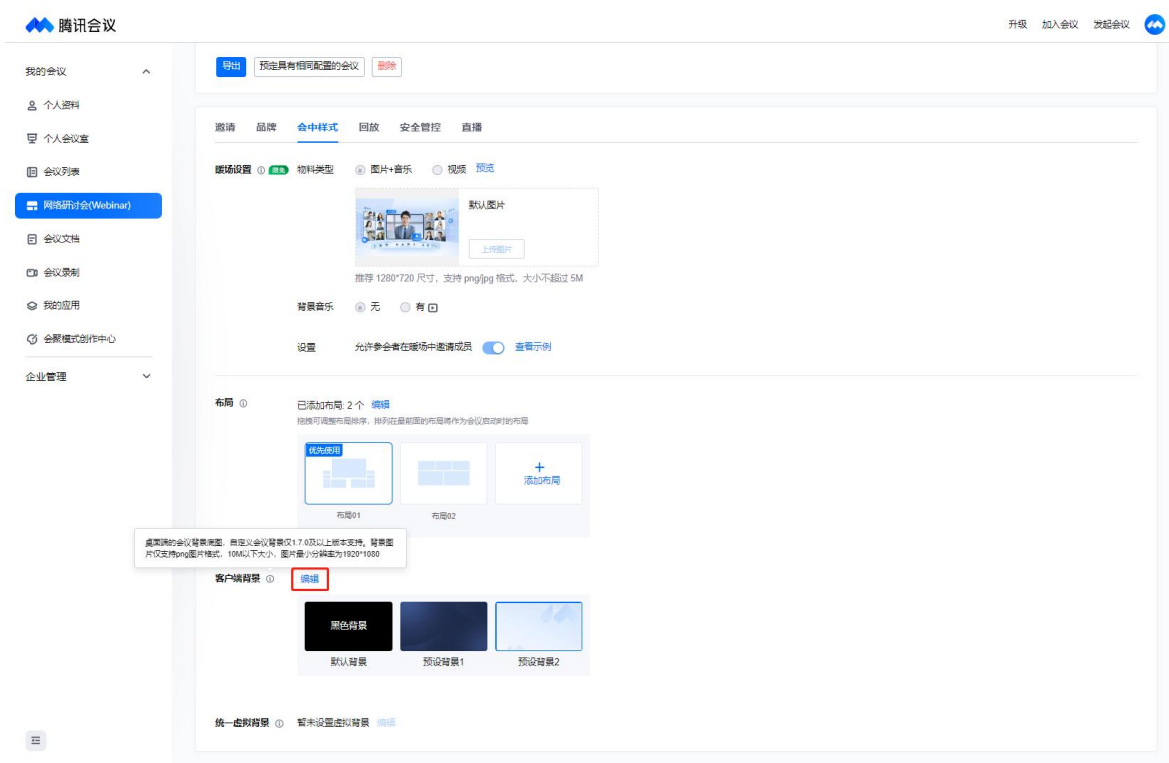 腾讯会议
升级 加入会议 发起会议
我的会议
个人资料
个人会议室
会议列表
网络研讨会(Webinar)
会议文档
会议录制
我的应用
会聚模式创作中心
企业管理
导出 预定具有相同配置的会议 删除
邀请 品牌 会中样式 回放 安全管控 直播
暖场设置 限免 物料类型 图片+音乐 视频 预览
默认图片
上传图片
推荐 1280*720 尺寸，支持 png/jpg 格式，大小不超过 5M
背景音乐 无 有
设置 允许参会者在暖场中邀请成员 查看示例
布局 已添加布局: 2 个 编辑
拖拽可调整布局排序，排列在最前面的布局将作为会议启动时的布局
优先使用
添加布局
布局01 布局02
桌面端的会议背景底图，自定义会议背景仅1.7.0及以上版本支持。背景图
片仅支持png图片格式，10M以下大小，图片最小分辨率为1920*1080
客户端背景 编辑
黑色背景
默认背景 预设背景1 预设背景2
统一虚拟背景 暂未设置虚拟背景 编辑